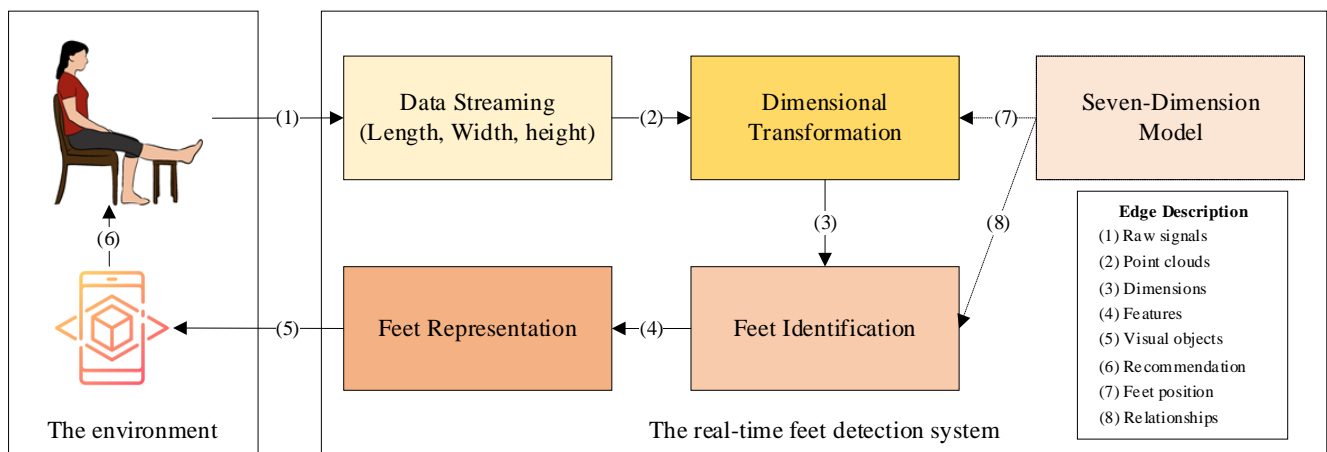 Data Streaming
(Length, Width, height)
Dimensional
Transformation
Seven-Dimension
Model
(1)
(2)
(7)
(3)
(8)
(6)
Feet Representation
Feet Identification
(5)
(4)
Edge Description
(1) Raw signals
(2) Point clouds
(3) Dimensions
(4) Features
(5) Visual objects
(6) Recommendation
(7) Feet position
(8) Relationships
The environment
The real-time feet detection system